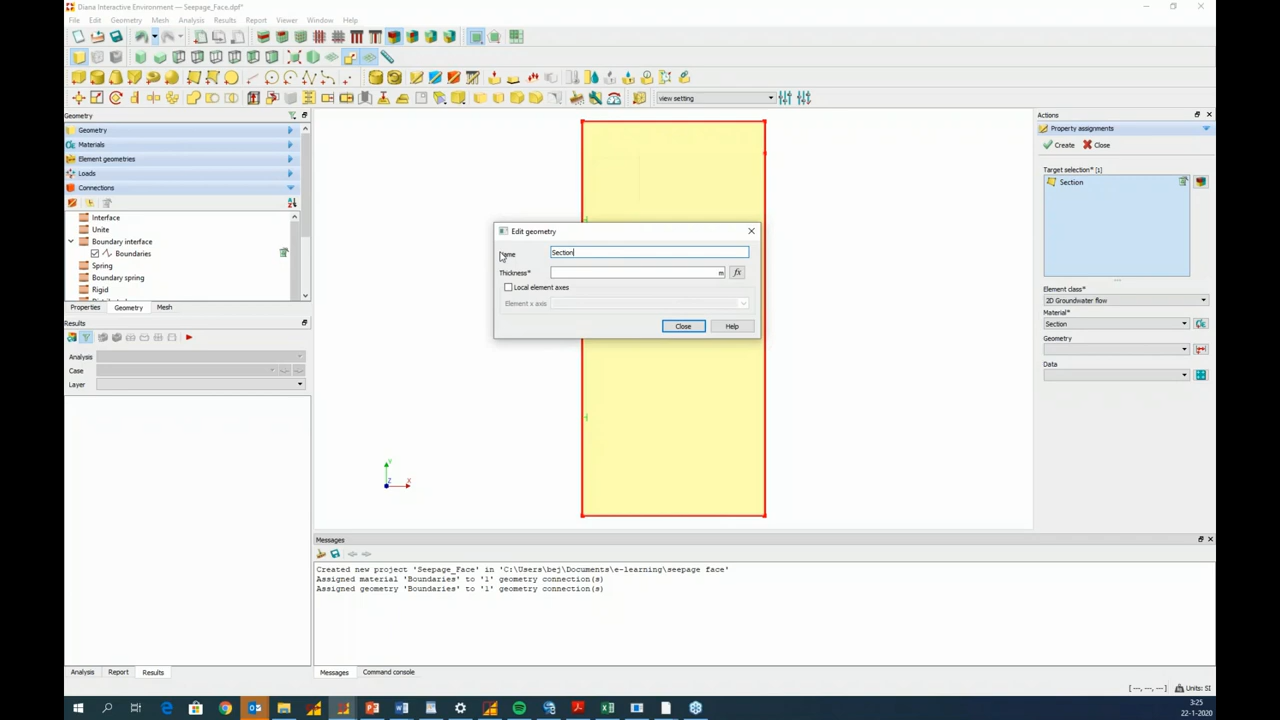 Diana Interactive Environment — Seepage_Face.dpf*
File Edit Geometry Mesh Analysis Results Report Viewer Window Help
view setting
Geometry
Geometry
Materials
Element geometries
Loads
Connections
Interface
Unite
Boundary interface
Boundaries
Spring
Boundary spring
Rigid
Properties Geometry Mesh
Results
Analysis
Case
Layer
Analysis Report Results
Edit geometry
Name Section
Thickness* m fx
Local element axes
Element x axis
Close Help
Y
Z X
Actions
Property assignments
Create Close
Target selection* [1]
Section
Element class*
2D Groundwater flow
Material*
Section
Geometry
Data
Messages
Created new project 'Seepage_Face' in 'C:\Users\bej\Documents\e-learning\seepage face'
Assigned material 'Boundaries' to '1' geometry connection(s)
Assigned geometry 'Boundaries' to '1' geometry connection(s)
Messages Command console
[ ---, ---, --- ] Units: SI
3:25
22-1-2020